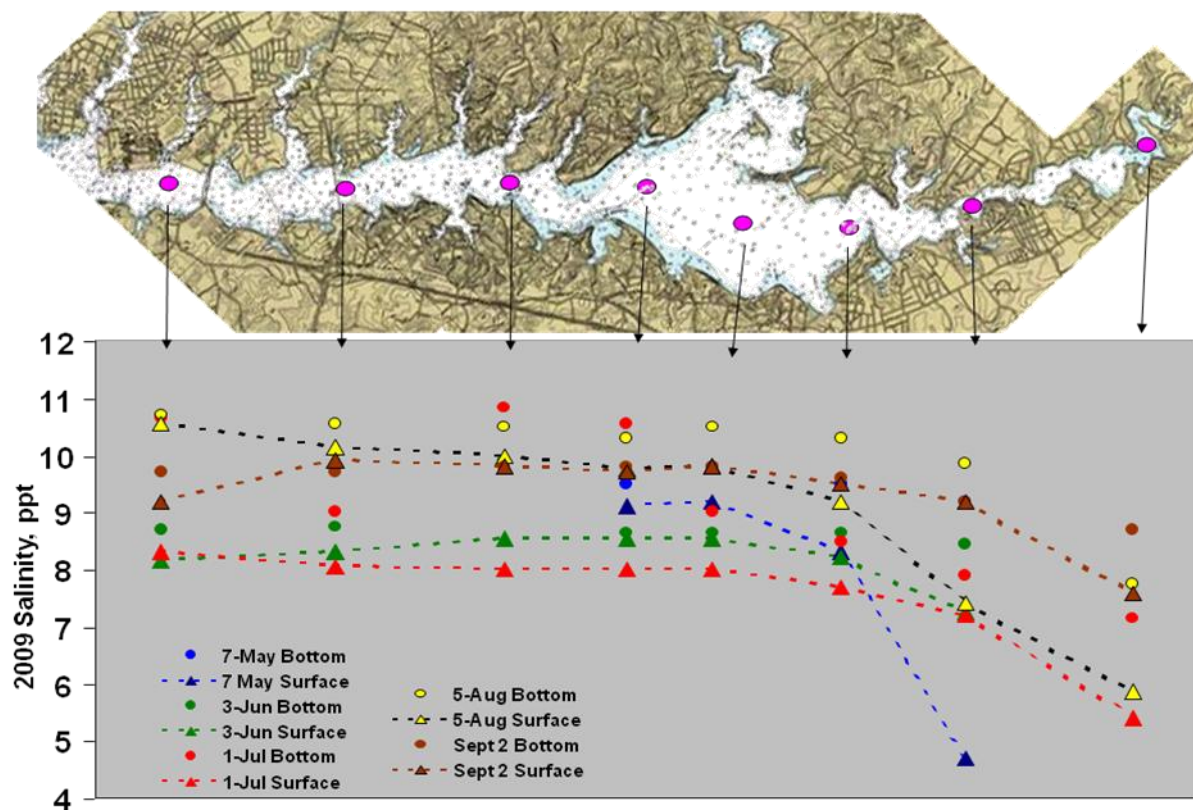 12
11
10
9
8
7
6
5
4
2009 Salinity, ppt
7-May Bottom
7 May Surface
3-Jun Bottom
3-Jun Surface
1-Jul Bottom
1-Jul Surface
5-Aug Bottom
5-Aug Surface
Sept 2 Bottom
Sept 2 Surface